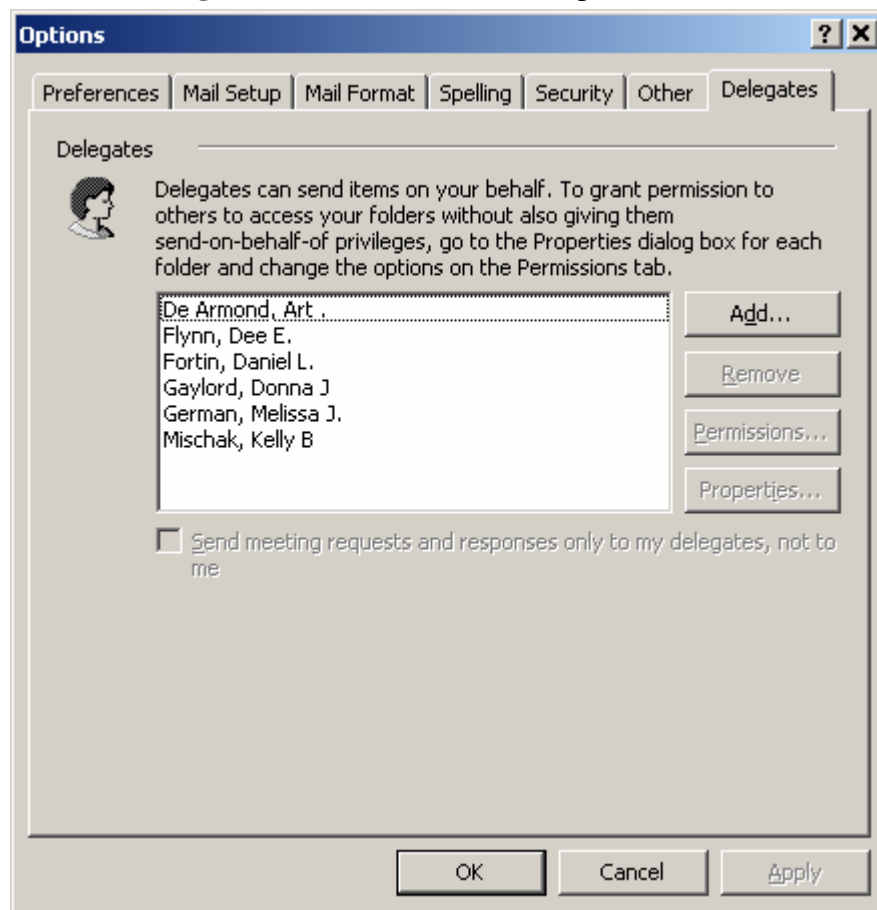 Options
Preferences Mail Setup Mail Format Spelling Security Other Delegates
Delegates
Delegates can send items on your behalf. To grant permission to
others to access your folders without also giving them
send-on-behalf-of privileges, go to the Properties dialog box for each
folder and change the options on the Permissions tab.
De Armond, Art .
Flynn, Dee E.
Fortin, Daniel L.
Gaylord, Donna J
German, Melissa J.
Mischak, Kelly B
Add...
Remove
Permissions...
Properties...
Send meeting requests and responses only to my delegates, not to
me
OK Cancel Apply